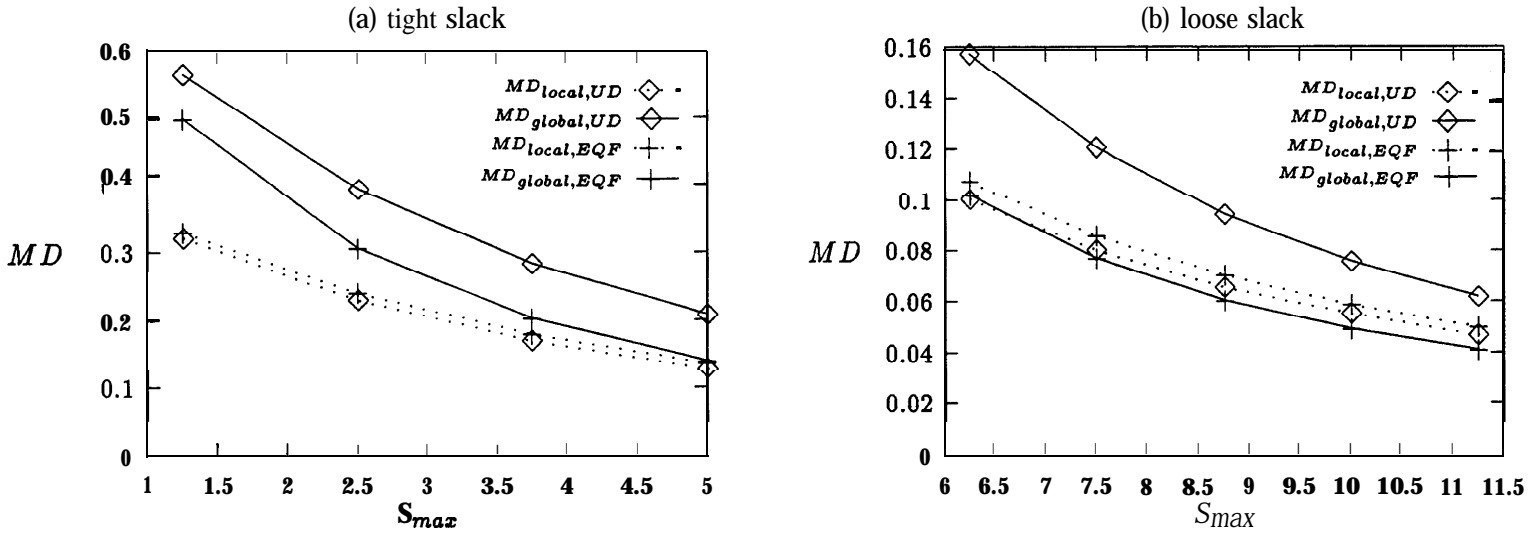 (a) tight slack
0.6
0.5
0.4
0.3
0.2
0.1
0
MD
MD_local,UD
MD_global,UD
MD_local,EQF
MD_global,EQF
1 1.5 2 2.5 3 3.5 4 4.5 5
S_max
(b) loose slack
0.16
0.14
0.12
0.1
0.08
0.06
0.04
0.02
0
MD
MD_local,UD
MD_global,UD
MD_local,EQF
MD_global,EQF
6 6.5 7 7.5 8 8.5 9 9.5 10 10.5 11 11.5
S_max